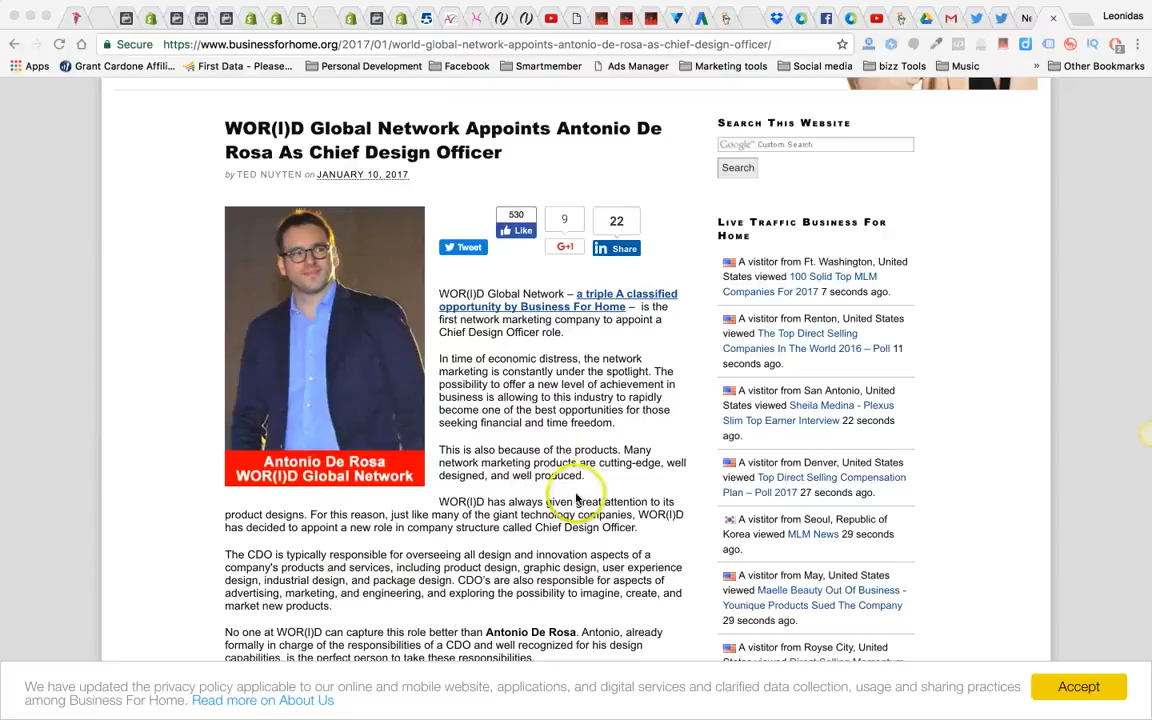 Leonidas
Secure https://www.businessforhome.org/2017/01/world-global-network-appoints-antonio-de-rosa-as-chief-design-officer/
Apps Grant Cardone Affili... First Data - Please... Personal Development Facebook Smartmember Ads Manager Marketing tools Social media bizz Tools Music » Other Bookmarks
WOR(I)D Global Network Appoints Antonio De
Rosa As Chief Design Officer
by TED NUYTEN on JANUARY 10, 2017
530
Like
9
G+1
22
Share
Tweet
Antonio De Rosa
WOR(I)D Global Network
WOR(I)D Global Network – a triple A classified
opportunity by Business For Home – is the
first network marketing company to appoint a
Chief Design Officer role.
In time of economic distress, the network
marketing is constantly under the spotlight. The
possibility to offer a new level of achievement in
business is allowing to this industry to rapidly
become one of the best opportunities for those
seeking financial and time freedom.
This is also because of the products. Many
network marketing products are cutting-edge, well
designed, and well produced.
WOR(I)D has always given great attention to its
product designs. For this reason, just like many of the giant technology companies, WOR(I)D
has decided to appoint a new role in company structure called Chief Design Officer.
The CDO is typically responsible for overseeing all design and innovation aspects of a
company's products and services, including product design, graphic design, user experience
design, industrial design, and package design. CDO's are also responsible for aspects of
advertising, marketing, and engineering, and exploring the possibility to imagine, create, and
market new products.
No one at WOR(I)D can capture this role better than Antonio De Rosa. Antonio, already
formally in charge of the responsibilities of a CDO and well recognized for his design
capabilities, is the perfect person to take these responsibilities.
Search This Website
Google Custom Search
Search
Live Traffic Business For
Home
A visitor from Ft. Washington, United
States viewed 100 Solid Top MLM
Companies For 2017 7 seconds ago.
A visitor from Renton, United States
viewed The Top Direct Selling
Companies In The World 2016 – Poll 11
seconds ago.
A visitor from San Antonio, United
States viewed Sheila Medina - Plexus
Slim Top Earner Interview 22 seconds
ago.
A visitor from Denver, United States
viewed Top Direct Selling Compensation
Plan – Poll 2017 27 seconds ago.
A visitor from Seoul, Republic of
Korea viewed MLM News 29 seconds
ago.
A visitor from May, United States
viewed Maelle Beauty Out Of Business -
Younique Products Sued The Company
29 seconds ago.
A visitor from Royse City, United
States viewed Direct Selling Momentum
We have updated the privacy policy applicable to our online and mobile website, applications, and digital services and clarified data collection, usage and sharing practices
among Business For Home. Read more on About Us
Accept